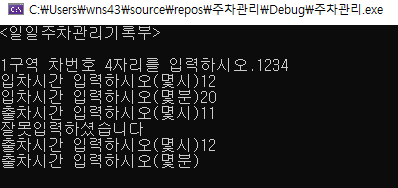 C:\Users\wns43\source\repos\주차관리\Debug\주차관리.exe
<일일주차관리기록부>
1구역 차번호 4자리를 입력하시오.1234
입차시간 입력하시오(몇시)12
입차시간 입력하시오(몇분)20
출차시간 입력하시오(몇시)11
잘못입력하셨습니다
출차시간 입력하시오(몇시)12
출차시간 입력하시오(몇분)